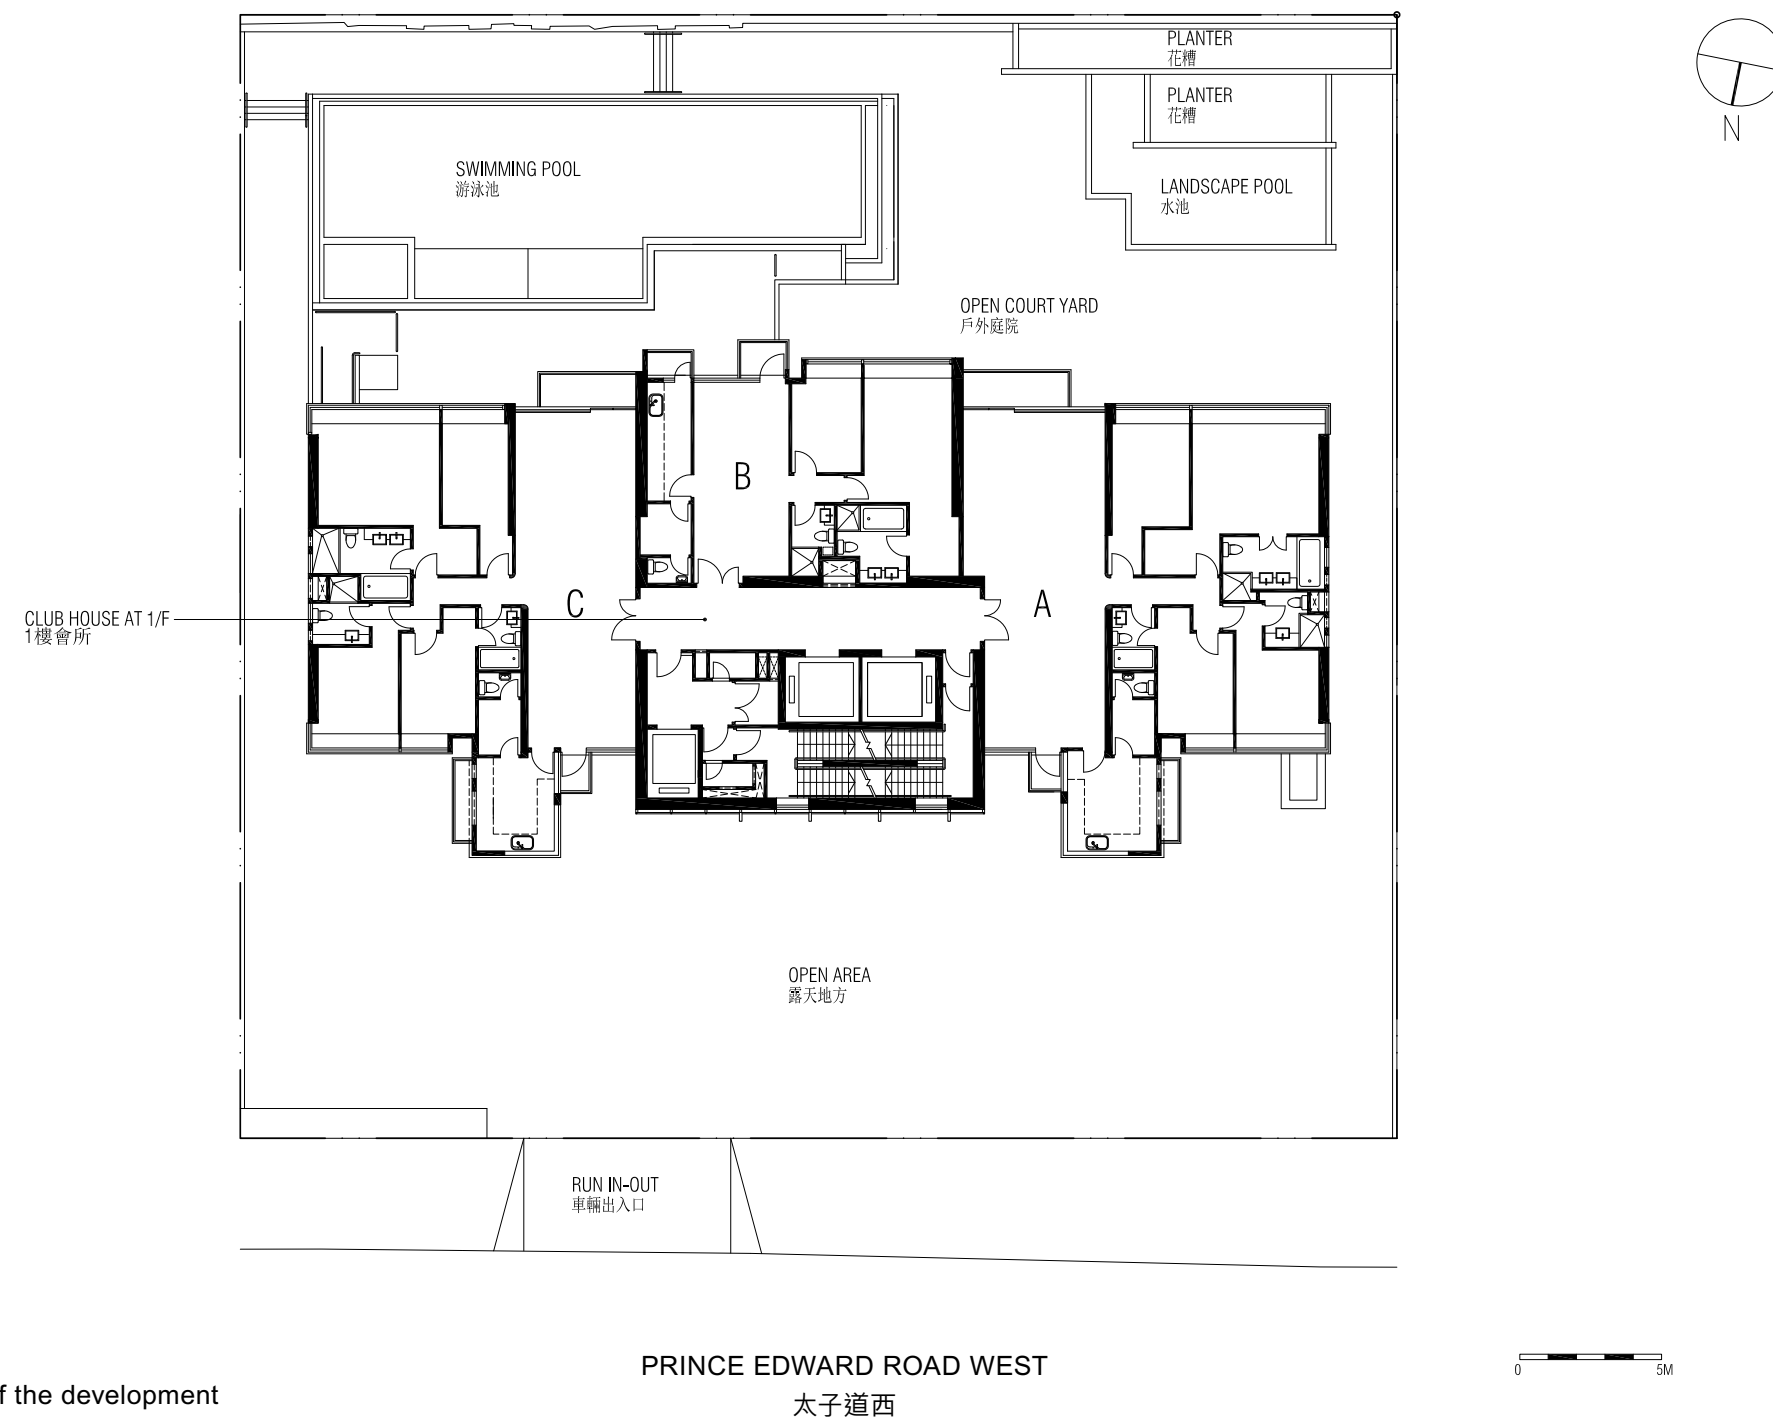 PLANTER
花糟
N
PLANTER
花糟
SWIMMING POOL
游泳池
LANDSCAPE POOL
水池
OPEN COURT YARD
戶外庭院
B
C
A
CLUB HOUSE AT 1/F
1樓會所
OPEN AREA
露天地方
RUN IN-OUT
車輛出入口
PRINCE EDWARD ROAD WEST
太子道西
0 5M
f the development